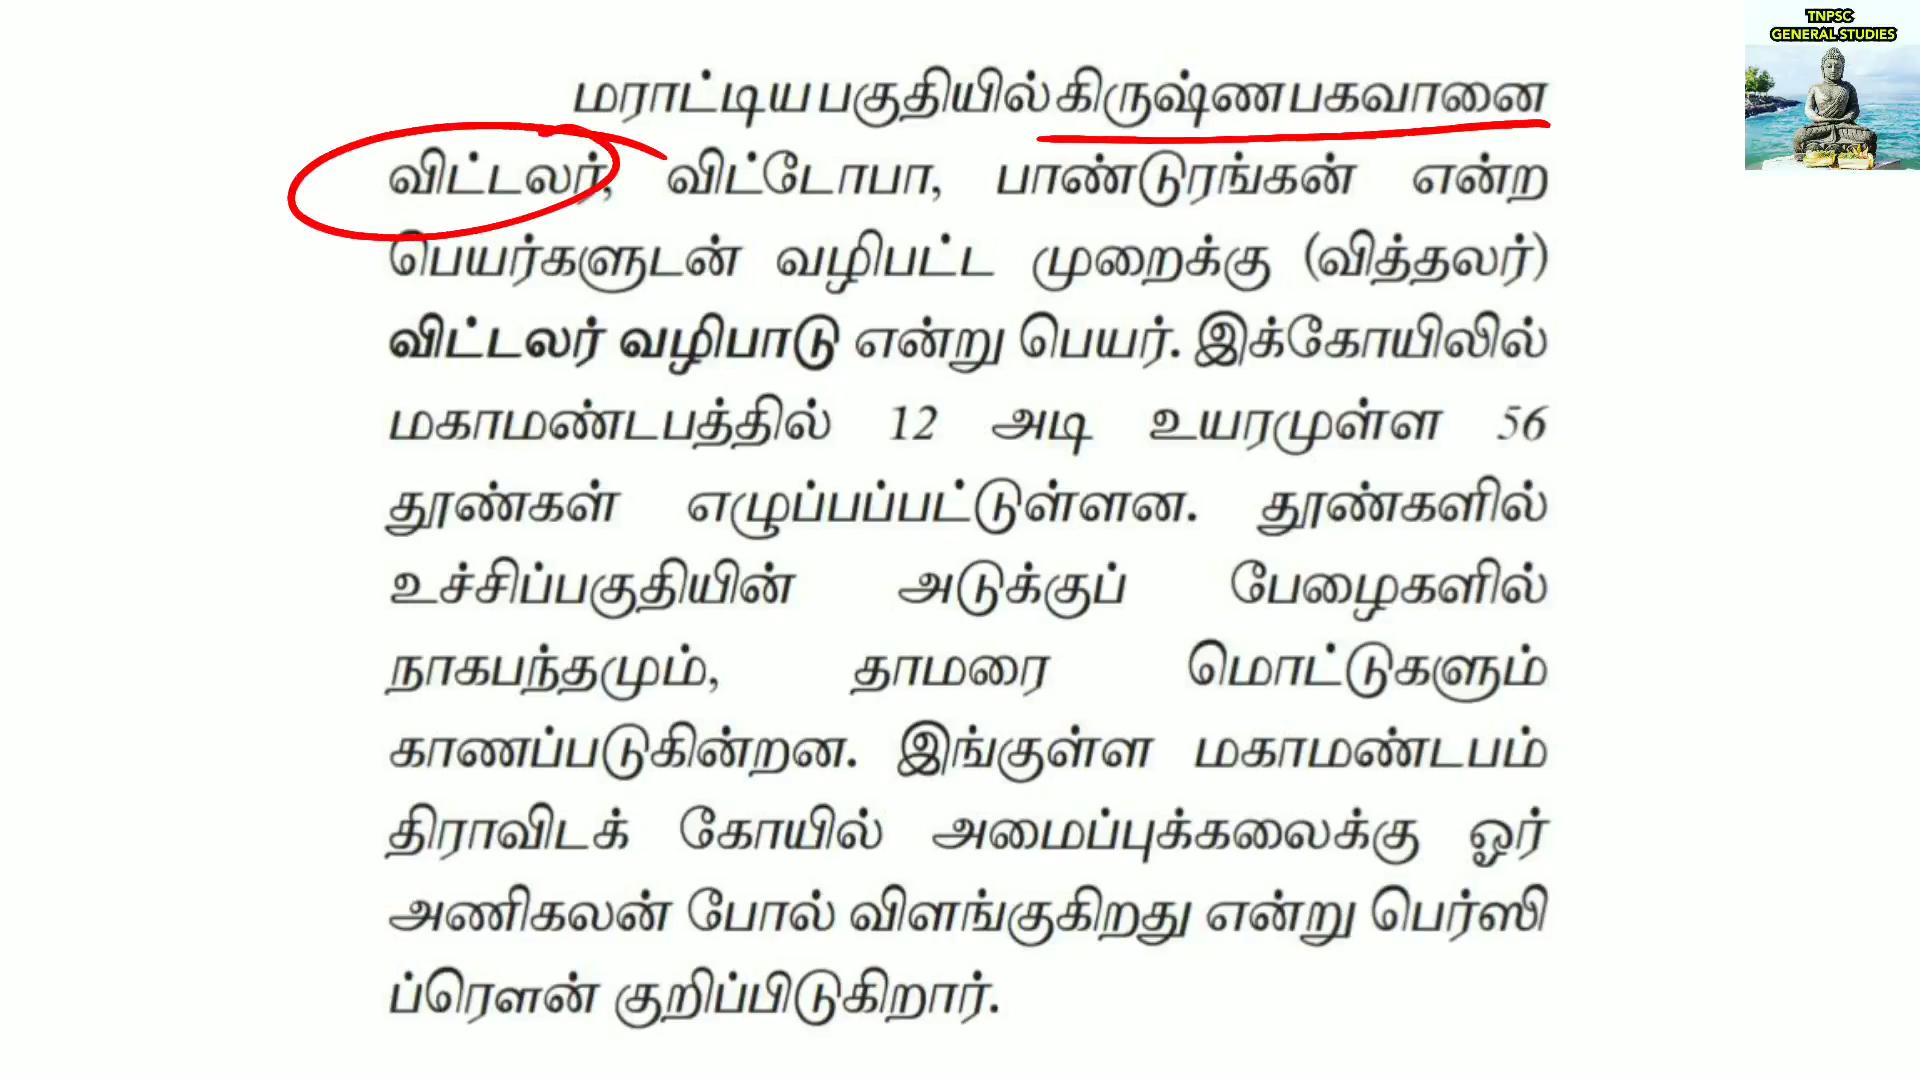 TNPSC
GENERAL STUDIES
மராட்டிய பகுதியில் கிருஷ்ணபகவானை
விட்டலர், விட்டோபா, பாண்டுரங்கன் என்ற
பெயர்களுடன் வழிபட்ட முறைக்கு (வித்தலர்)
விட்டலர் வழிபாடு என்று பெயர். இக்கோயிலில்
மகாமண்டபத்தில் 12 அடி உயரமுள்ள 56
தூண்கள் எழுப்பப்பட்டுள்ளன. தூண்களில்
உச்சிப்பகுதியின் அடுக்குப் பேழைகளில்
நாகபந்தமும், தாமரை மொட்டுகளும்
காணப்படுகின்றன. இங்குள்ள மகாமண்டபம்
திராவிடக் கோயில் அமைப்புக்கலைக்கு ஓர்
அணிகலன் போல் விளங்குகிறது என்று பெர்ஸி
ப்ரௌன் குறிப்பிடுகிறார்.